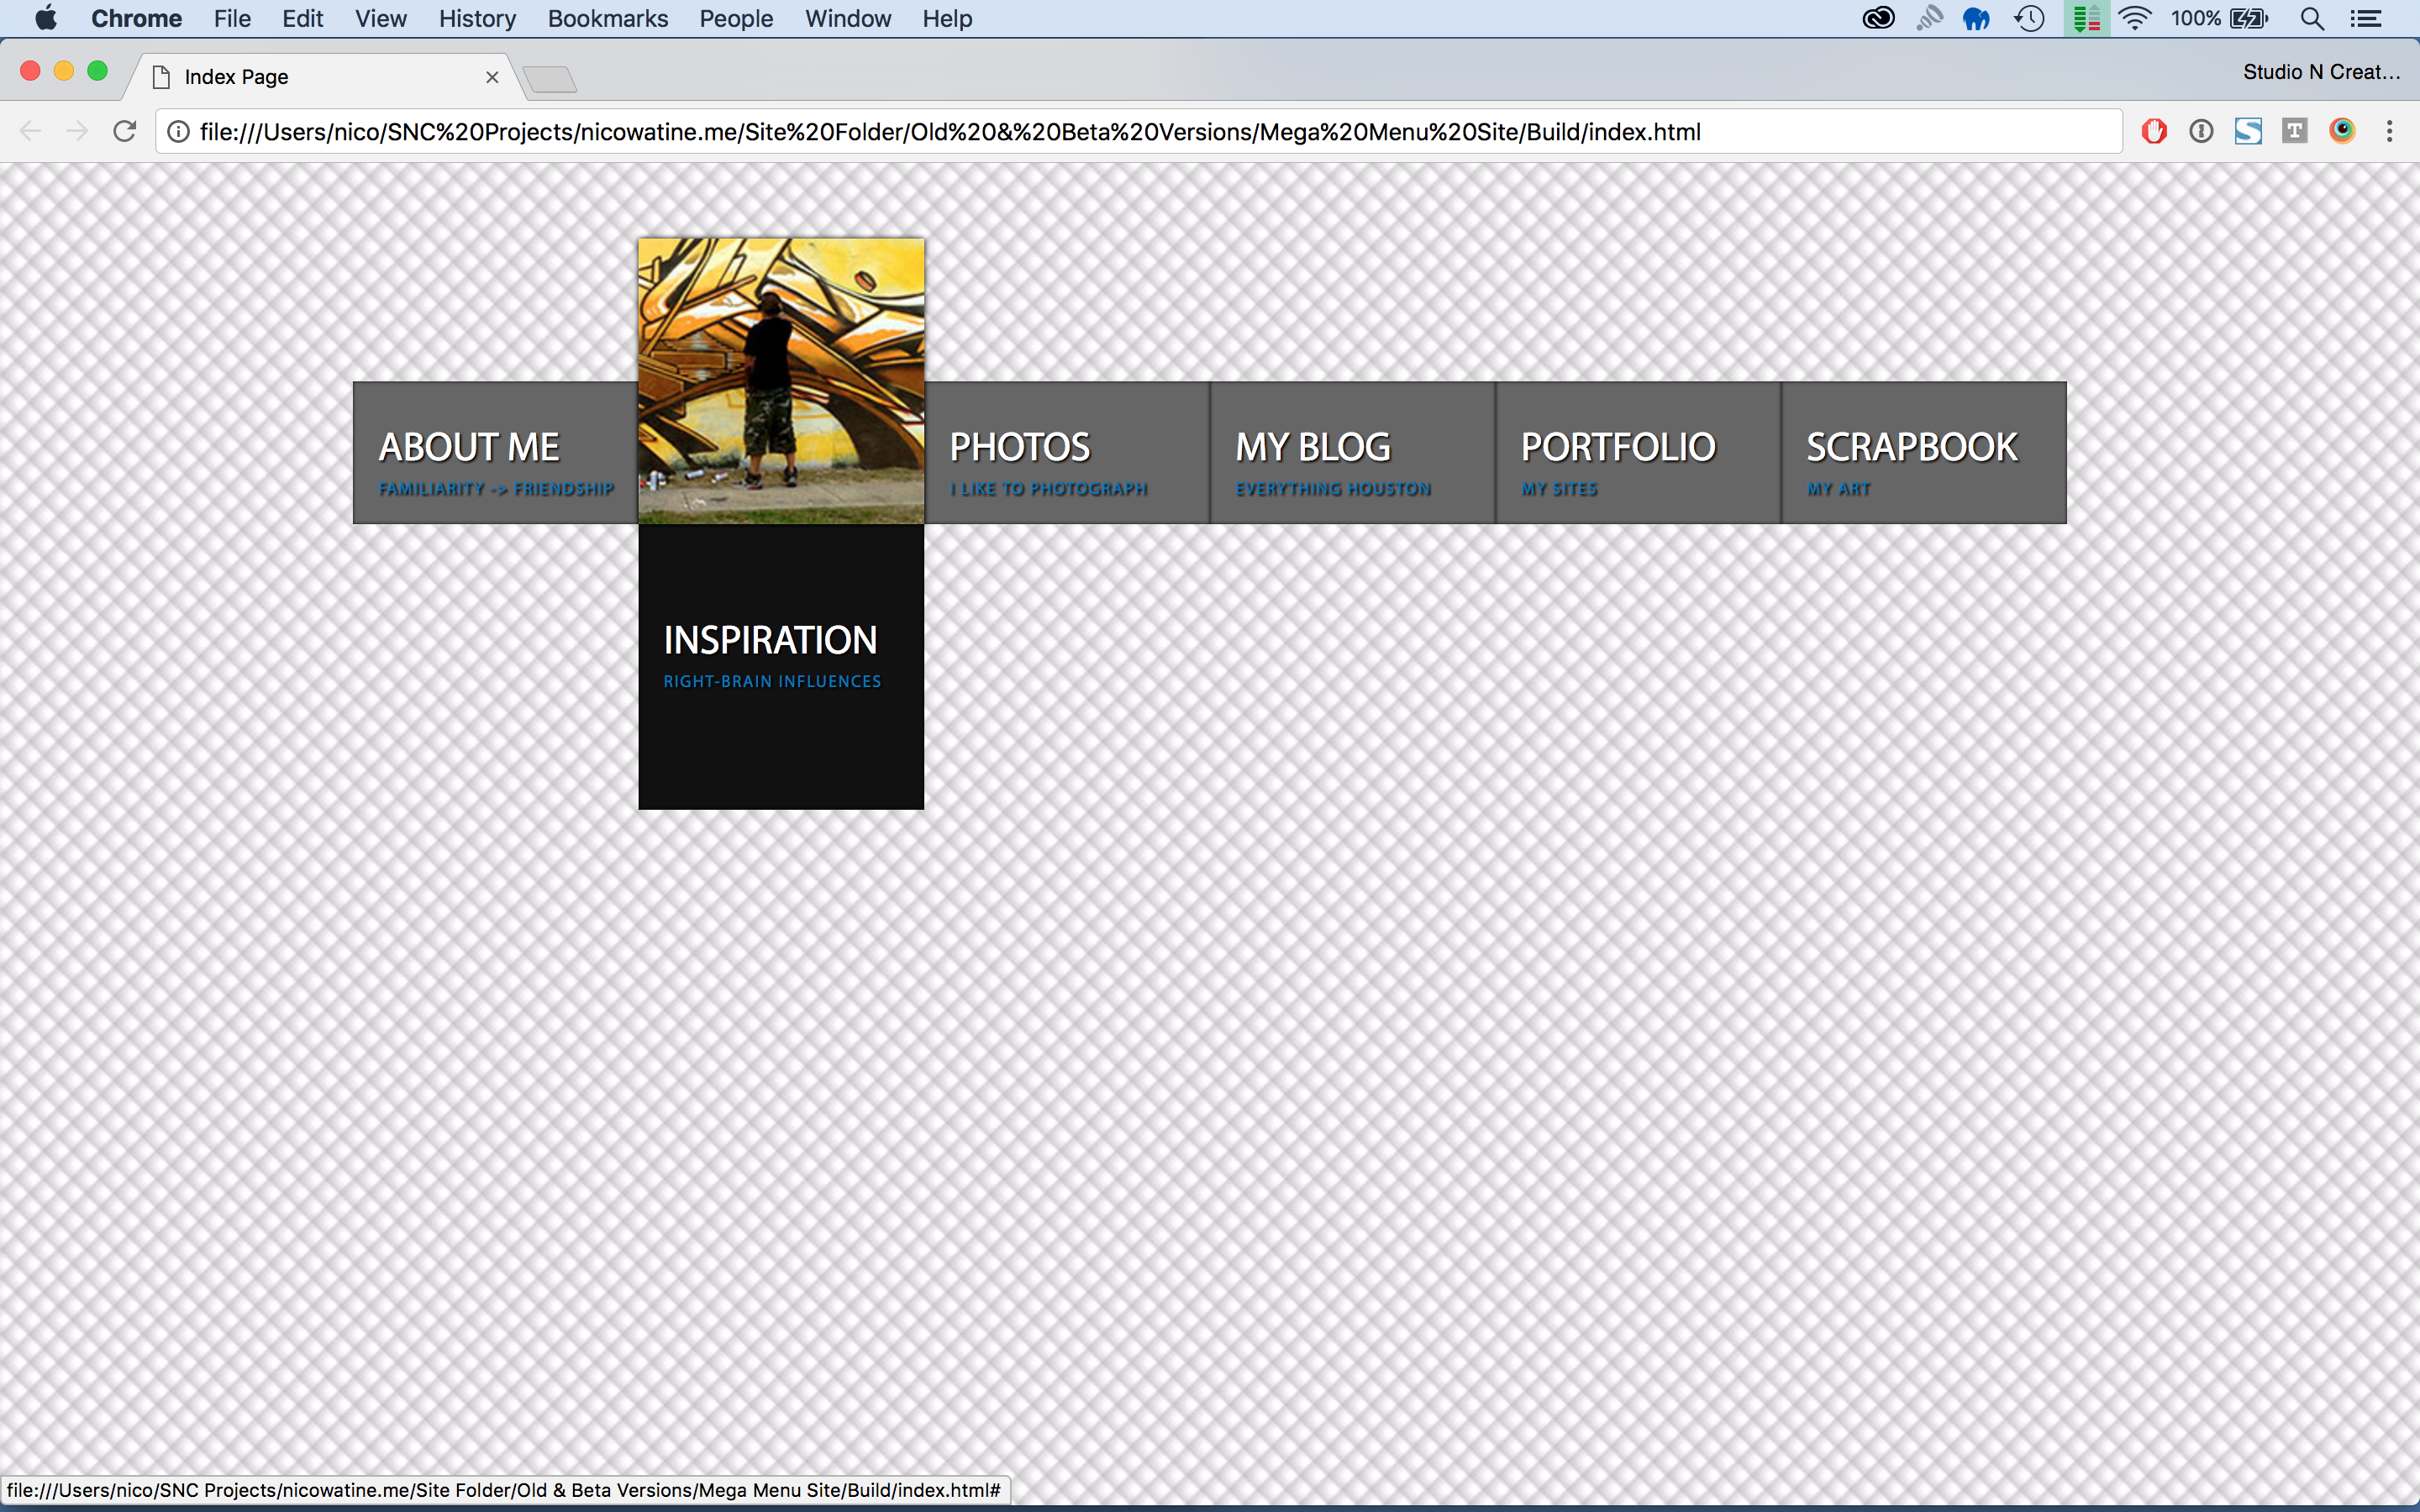 Chrome File Edit View History Bookmarks People Window Help 100%
Index Page Studio N Creat...
file:///Users/nico/SNC%20Projects/nicowatine.me/Site%20Folder/Old%20&%20Beta%20Versions/Mega%20Menu%20Site/Build/index.html
ABOUT ME
FAMILIARITY -> FRIENDSHIP
INSPIRATION
RIGHT-BRAIN INFLUENCES
PHOTOS
I LIKE TO PHOTOGRAPH
MY BLOG
EVERYTHING HOUSTON
PORTFOLIO
MY SITES
SCRAPBOOK
MY ART
file:///Users/nico/SNC Projects/nicowatine.me/Site Folder/Old & Beta Versions/Mega Menu Site/Build/index.html#